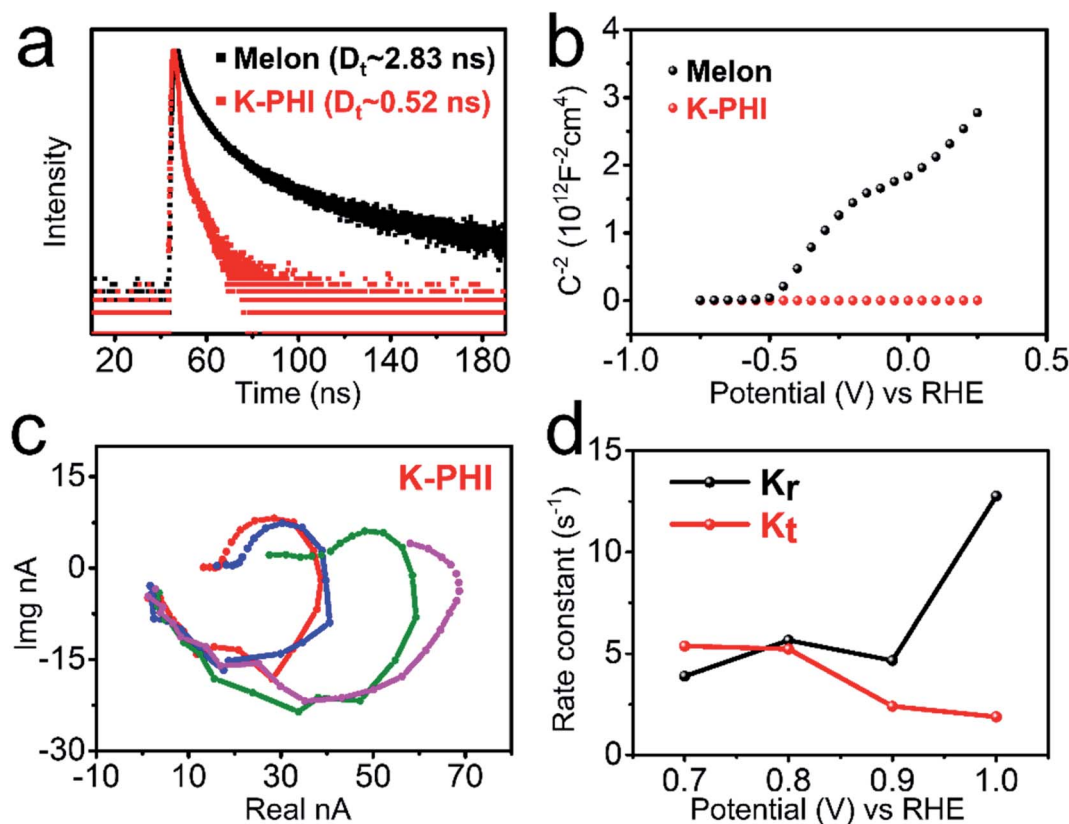 a
Melon (Dt~2.83 ns)
K-PHI (Dt~0.52 ns)
Intensity
20 60 100 140 180
Time (ns)
b
Melon
K-PHI
C-2 (1012F-2cm4)
4
3
2
1
0
-1.0 -0.5 0.0 0.5
Potential (V) vs RHE
c
K-PHI
Img nA
15
0
-15
-30
-10 10 30 50 70
Real nA
d
Kr
Kt
Rate constant (s-1)
15
10
5
0
0.7 0.8 0.9 1.0
Potential (V) vs RHE